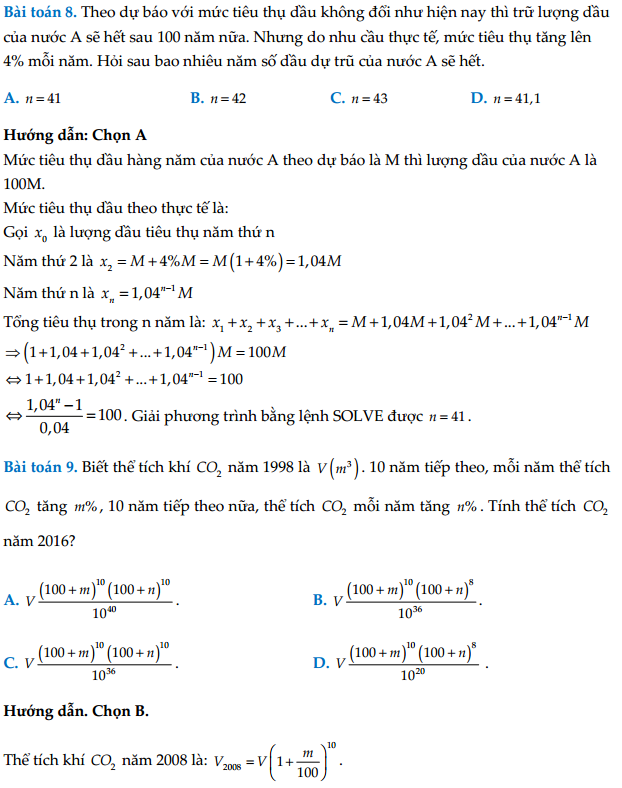 Bài toán 8. Theo dự báo với mức tiêu thụ dầu không đổi như hiện nay thì trữ lượng dầu
của nước A sẽ hết sau 100 năm nữa. Nhưng do nhu cầu thực tế, mức tiêu thụ tăng lên
4% mỗi năm. Hỏi sau bao nhiêu năm số dầu dự trữ của nước A sẽ hết.
A. n = 41 B. n = 42 C. n = 43 D. n = 41,1
Hướng dẫn: Chọn A
Mức tiêu thụ dầu hàng năm của nước A theo dự báo là M thì lượng dầu của nước A là
100M.
Mức tiêu thụ dầu theo thực tế là:
Gọi x₀ là lượng dầu tiêu thụ năm thứ n
Năm thứ 2 là x₂ = M + 4%M = M(1 + 4%) = 1,04M
Năm thứ n là xₙ = 1,04ⁿ⁻¹ M
Tổng tiêu thụ trong n năm là: x₁ + x₂ + x₃ + ... + xₙ = M + 1,04M + 1,04² M + ... + 1,04ⁿ⁻¹ M
⇒ (1 + 1,04 + 1,04² + ... + 1,04ⁿ⁻¹) M = 100M
⇔ 1 + 1,04 + 1,04² + ... + 1,04ⁿ⁻¹ = 100
⇔ (1,04ⁿ − 1)/0,04 = 100. Giải phương trình bằng lệnh SOLVE được n = 41.
Bài toán 9. Biết thể tích khí CO₂ năm 1998 là V(m³). 10 năm tiếp theo, mỗi năm thể tích
CO₂ tăng m%, 10 năm tiếp theo nữa, thể tích CO₂ mỗi năm tăng n%. Tính thể tích CO₂
năm 2016?
A. V (100 + m)¹⁰ (100 + n)¹⁰ / 10⁴⁰. B. V (100 + m)¹⁰ (100 + n)⁸ / 10³⁶.
C. V (100 + m)¹⁰ (100 + n)¹⁰ / 10³⁶. D. V (100 + m)¹⁰ (100 + n)⁸ / 10²⁰.
Hướng dẫn. Chọn B.
Thể tích khí CO₂ năm 2008 là: V₂₀₀₈ = V(1 + m/100)¹⁰.